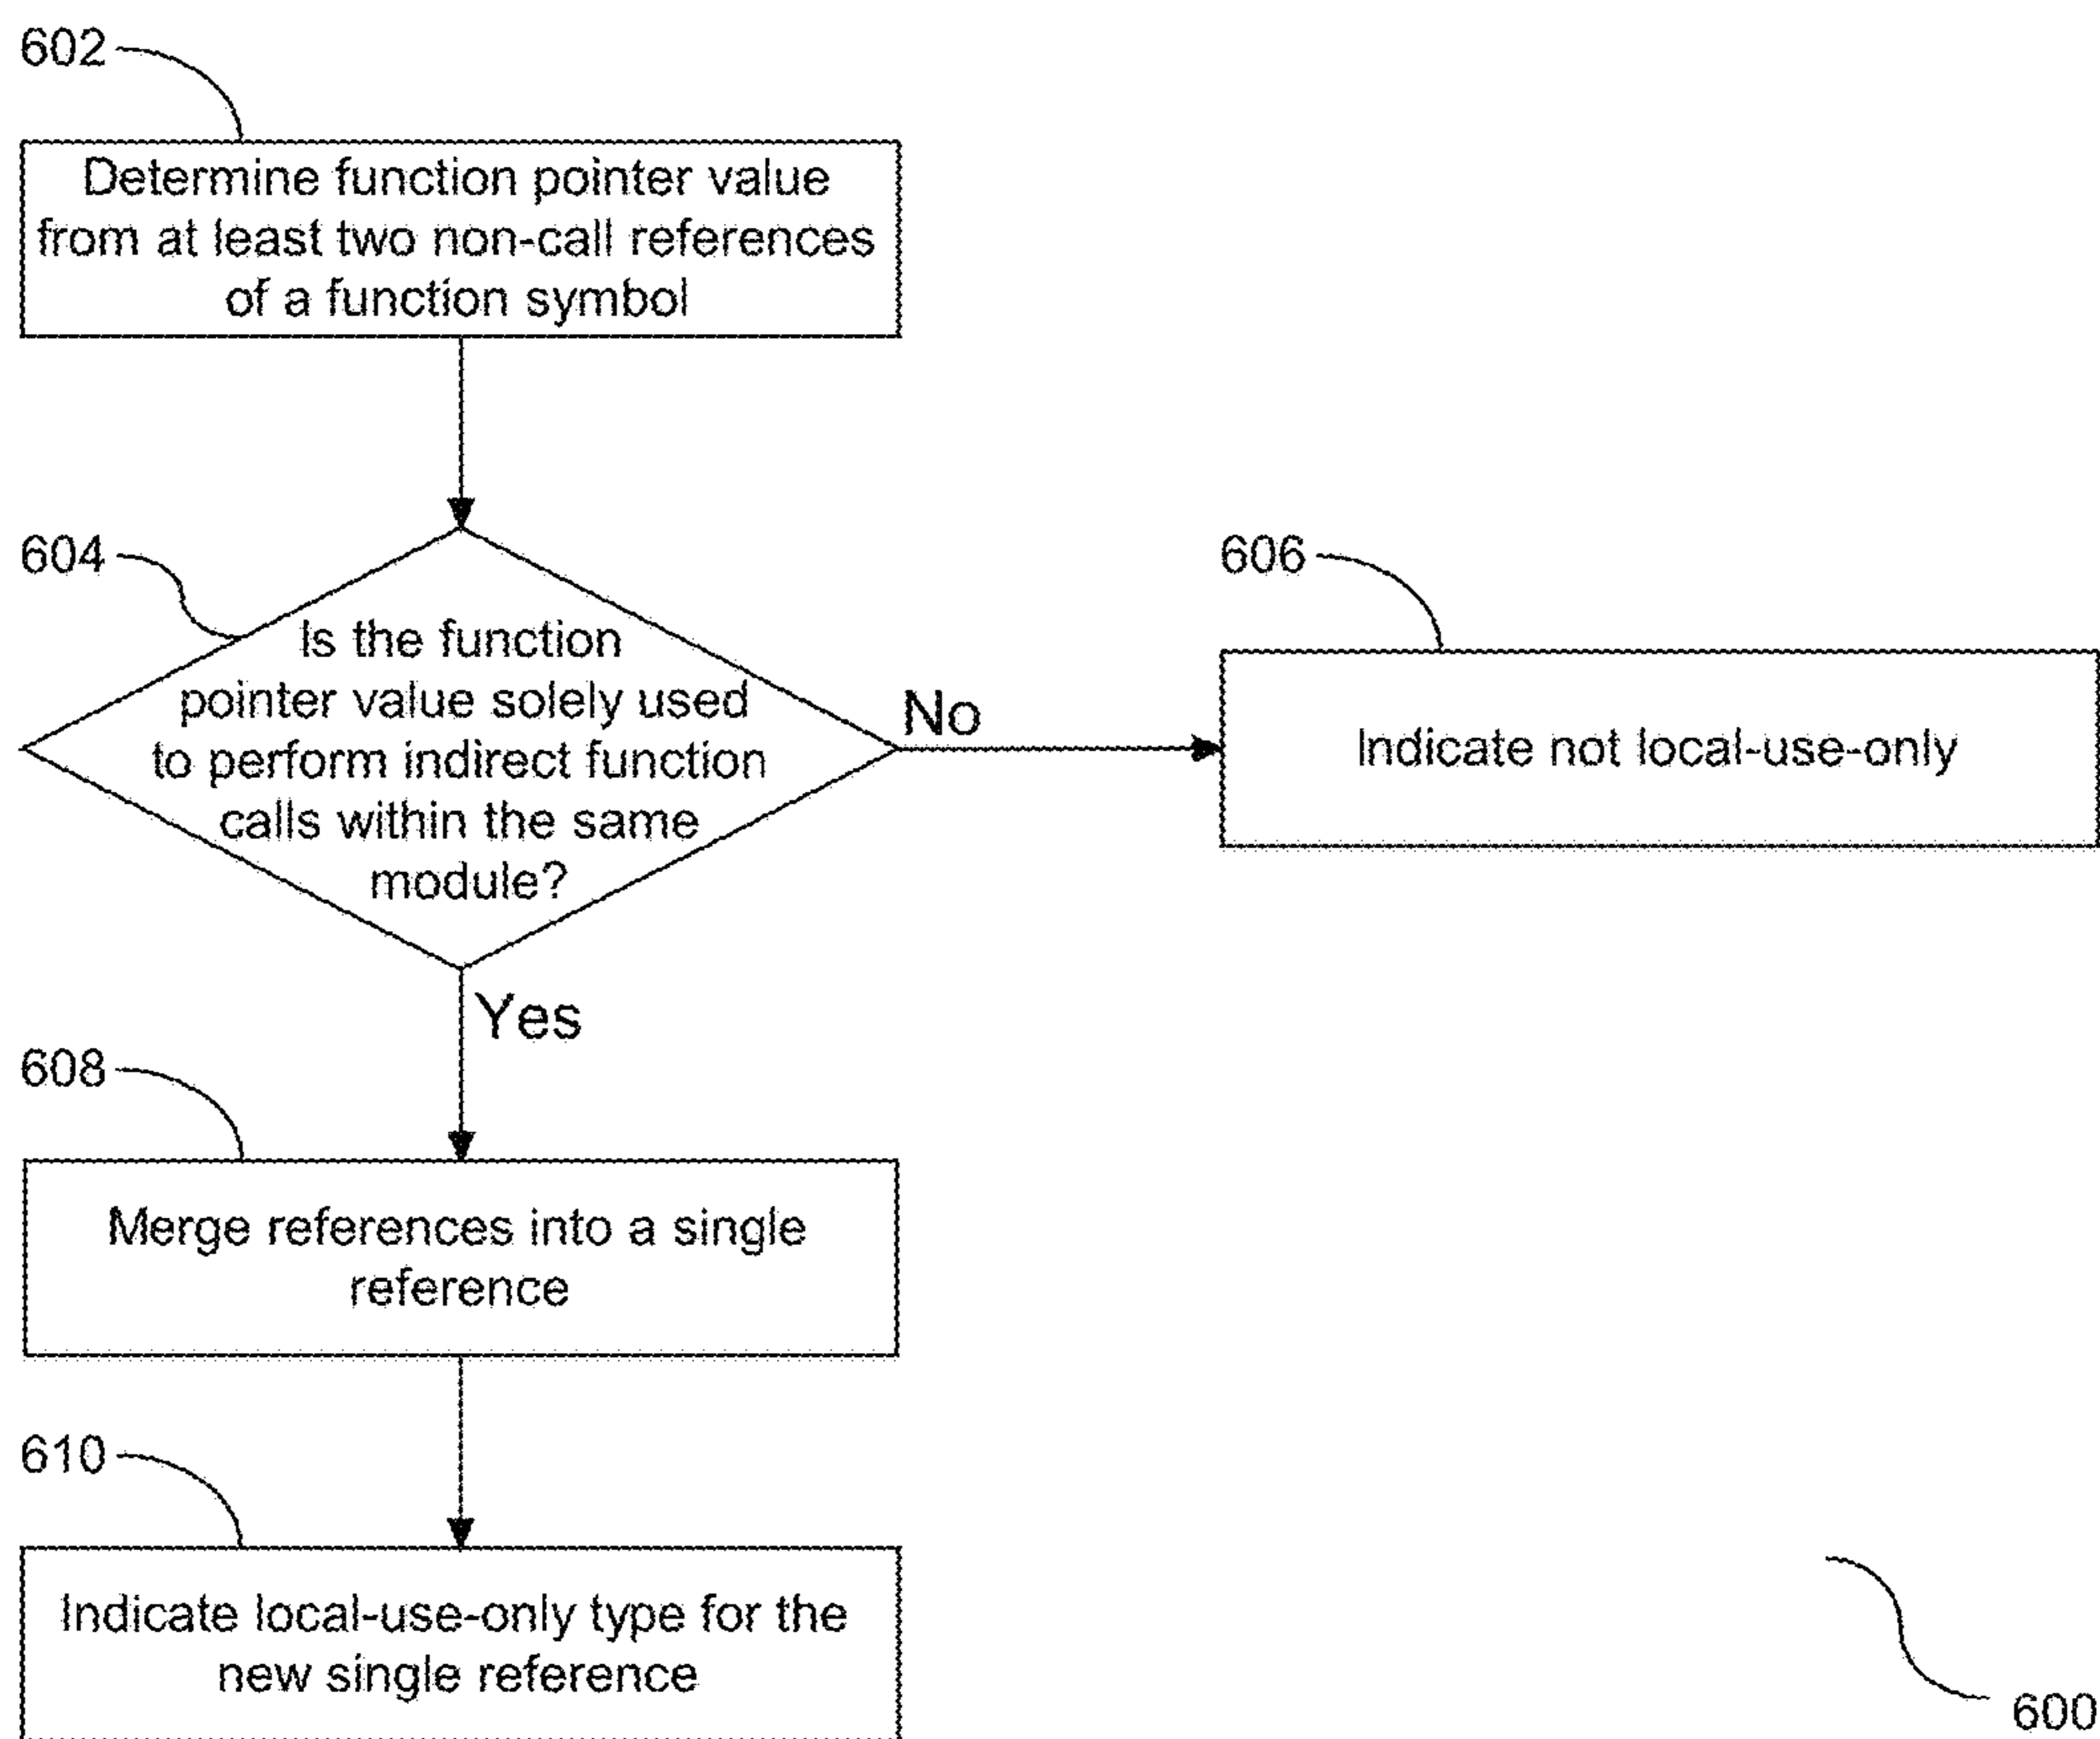 602
Determine function pointer value
from at least two non-call references
of a function symbol
604
Is the function
pointer value solely used
to perform indirect function
calls within the same
module?
No
606
Indicate not local-use-only
Yes
608
Merge references into a single
reference
610
Indicate local-use-only type for the
new single reference
600